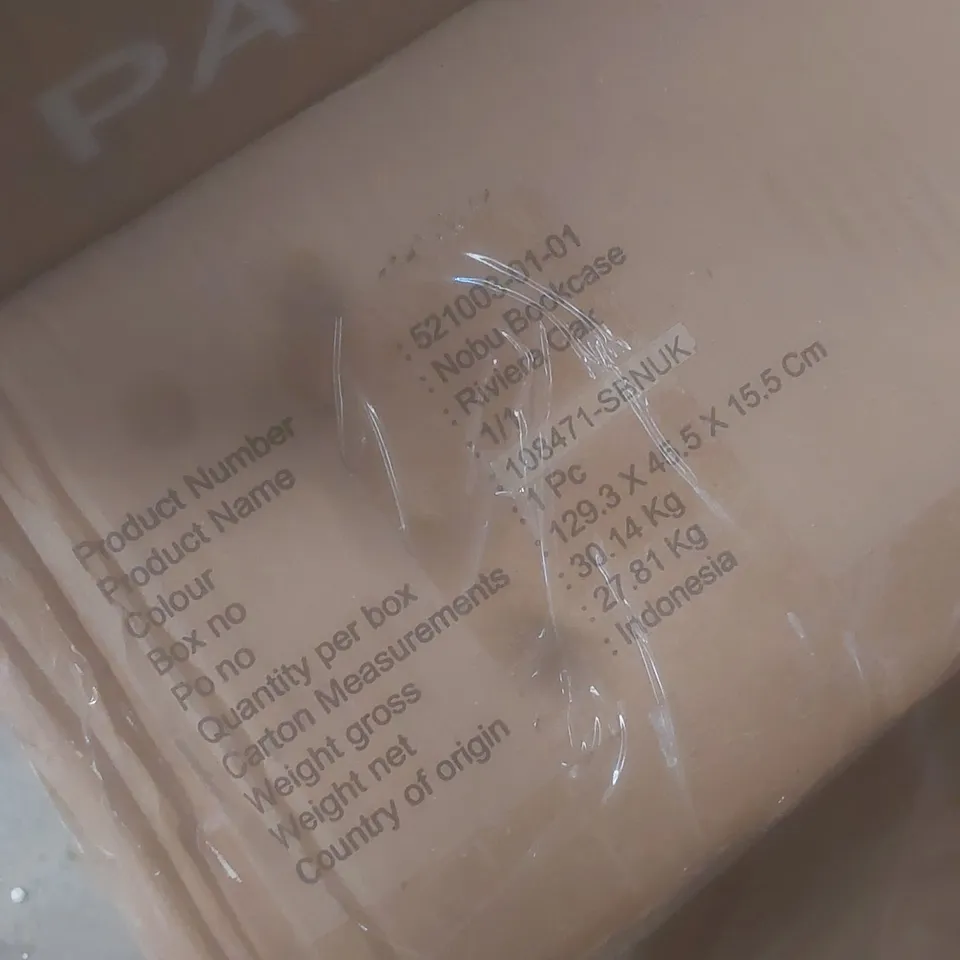 PA
Product Number : 521003-01-01
Product Name : Nobu Bookcase
Colour : Riviera Oak
Box no : 1/1
Po no : 108471-SBNUK
Quantity per box : 1 Pc
Carton Measurements : 129.3 X 45.5 X 15.5 Cm
Weight gross : 30.14 Kg
Weight net : 27.81 Kg
Country of origin : Indonesia